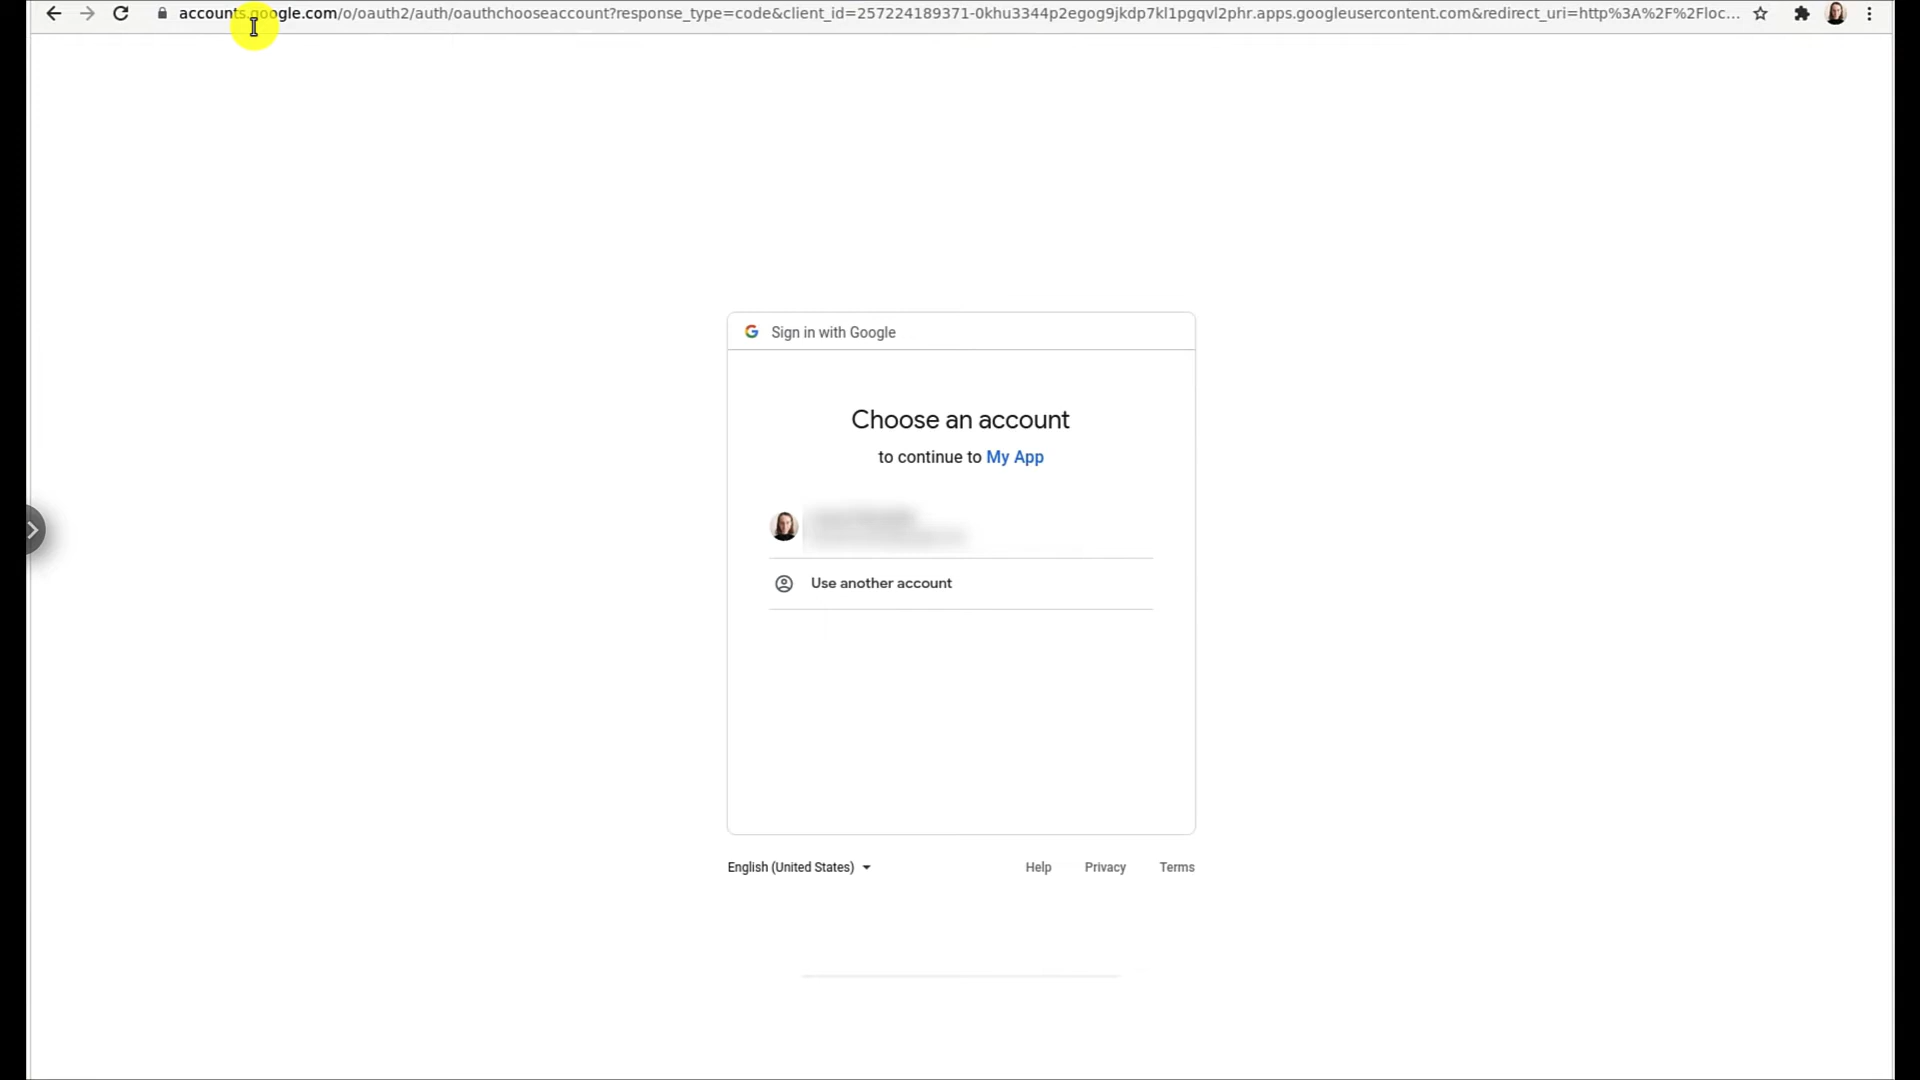 accounts.google.com/o/oauth2/auth/oauthchooseaccount?response_type=code&client_id=257224189371-0khu3344p2egog9jkdp7kl1pgqvl2phr.apps.googleusercontent.com&redirect_uri=http%3A%2F%2Floc...
Sign in with Google
Choose an account
to continue to My App
Use another account
English (United States) Help Privacy Terms